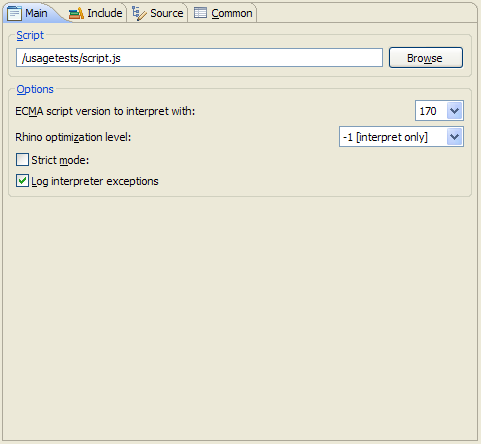 Main Include Source Common
Script
/usagetests/script.js Browse
Options
ECMA script version to interpret with: 170
Rhino optimization level: -1 [interpret only]
Strict mode:
Log interpreter exceptions